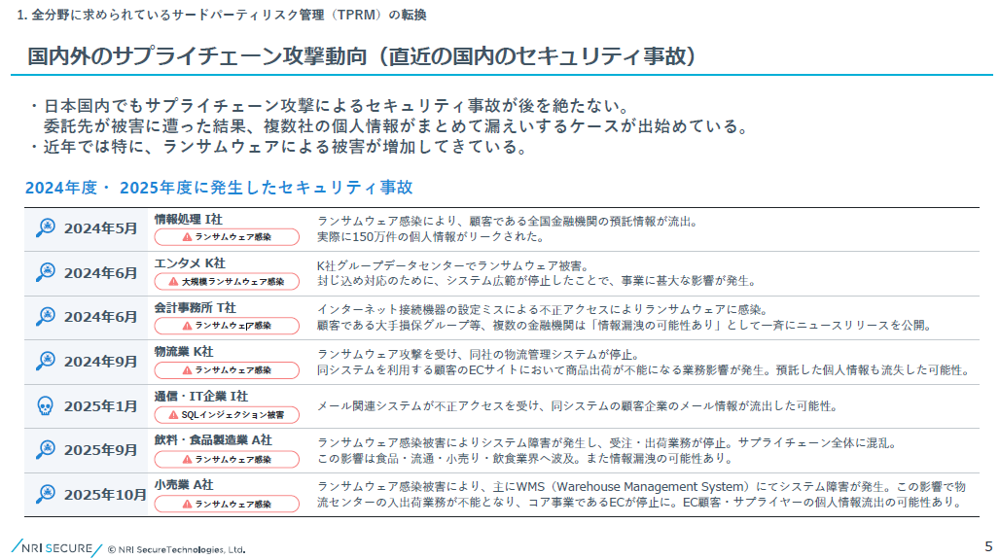 1. 全分野に求められているサードパーティリスク管理（TPRM）の転換
国内外のサプライチェーン攻撃動向（直近の国内のセキュリティ事故）
・日本国内でもサプライチェーン攻撃によるセキュリティ事故が後を絶たない。
委託先が被害に遭った結果、複数社の個人情報がまとめて漏えいするケースが出始めている。
・近年では特に、ランサムウェアによる被害が増加してきている。
2024年度・ 2025年度に発生したセキュリティ事故
2024年5月
情報処理 I社
ランサムウェア感染
ランサムウェア感染により、顧客である全国金融機関の預託情報が流出。
実際に150万件の個人情報がリークされた。
2024年6月
エンタメ K社
大規模ランサムウェア感染
K社グループデータセンターでランサムウェア被害。
封じ込め対応のために、システム広範が停止したことで、事業に甚大な影響が発生。
2024年6月
会計事務所 T社
ランサムウェア感染
インターネット接続機器の設定ミスによる不正アクセスによりランサムウェアに感染。
顧客である大手損保グループ等、複数の金融機関は「情報漏洩の可能性あり」として一斉にニュースリリースを公開。
2024年9月
物流業 K社
ランサムウェア感染
ランサムウェア攻撃を受け、同社の物流管理システムが停止。
同システムを利用する顧客のECサイトにおいて商品出荷が不能になる業務影響が発生。預託した個人情報も流失した可能性。
2025年1月
通信・IT企業 I社
SQLインジェクション被害
メール関連システムが不正アクセスを受け、同システムの顧客企業のメール情報が流出した可能性。
2025年9月
飲料・食品製造業 A社
ランサムウェア感染
ランサムウェア感染被害によりシステム障害が発生し、受注・出荷業務が停止。サプライチェーン全体に混乱。
この影響は食品・流通・小売り・飲食業界へ波及。また情報漏洩の可能性あり。
2025年10月
小売業 A社
ランサムウェア感染
ランサムウェア感染被害により、主にWMS（Warehouse Management System）にてシステム障害が発生。この影響で物
流センターの入出荷業務が不能となり、コア事業であるECが停止に。EC顧客・サプライヤーの個人情報流出の可能性あり。
NRI SECURE
© NRI SecureTechnologies, Ltd.
5